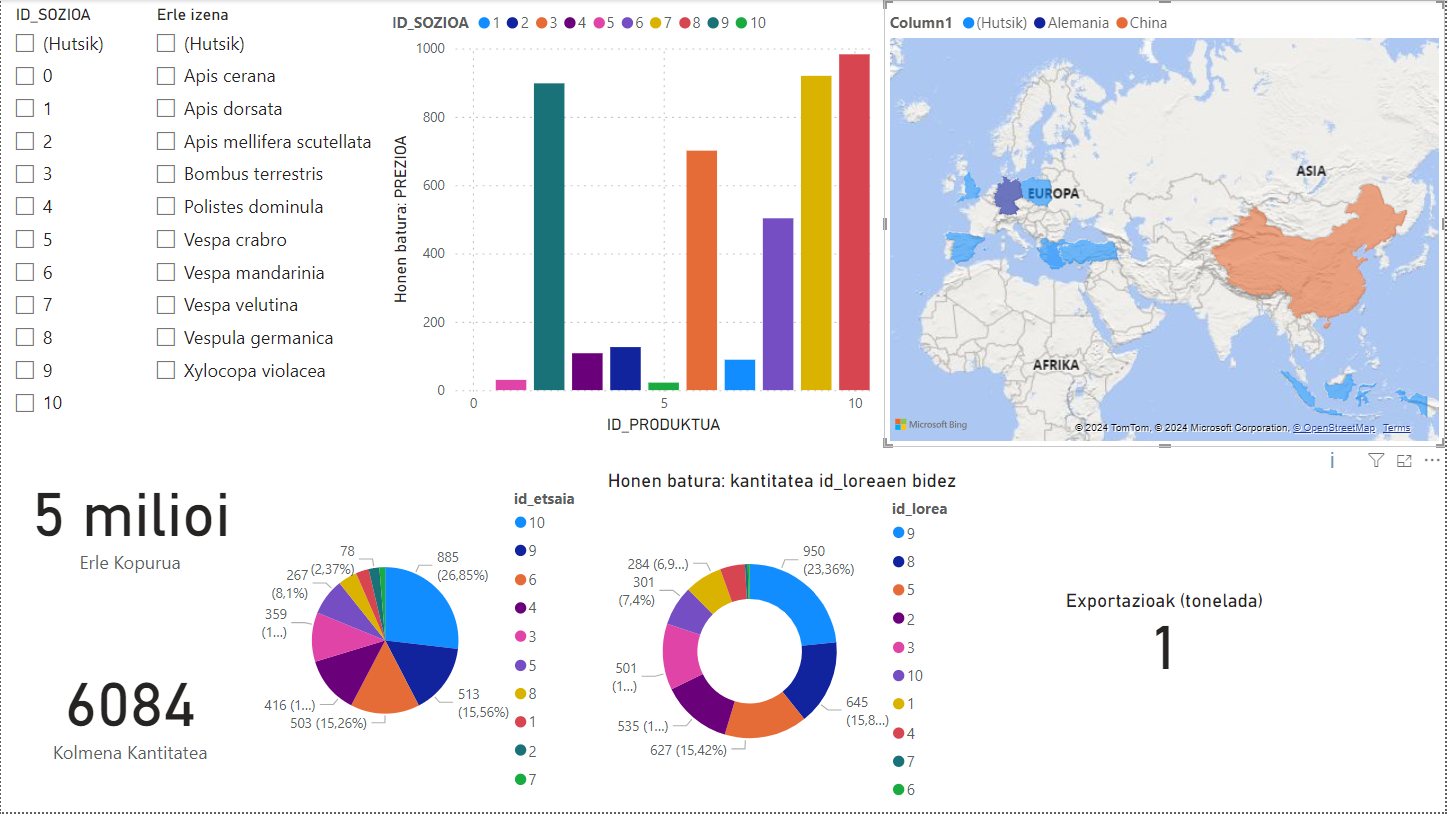 ID_SOZIOA
(Hutsik)
0
1
2
3
4
5
6
7
8
9
10
Erle izena
(Hutsik)
Apis cerana
Apis dorsata
Apis mellifera scutellata
Bombus terrestris
Polistes dominula
Vespa crabro
Vespa mandarinia
Vespa velutina
Vespula germanica
Xylocopa violacea
ID_SOZIOA 1 2 3 4 5 6 7 8 9 10
Honen batura: PREZIOA
1000
800
600
400
200
0
0 5 10
ID_PRODUKTUA
Column1 (Hutsik) Alemania China
ASIA
EUROPA
AFRIKA
Microsoft Bing
© 2024 TomTom, © 2024 Microsoft Corporation, © OpenStreetMap Terms
5 milioi
Erle Kopurua
6084
Kolmena Kantitatea
885
(26,85%)
513
(15,56%)
503 (15,26%)
416 (1...)
359
(1...)
267
(8,1%)
78
(2,37%)
id_etsaia
10
9
6
4
3
5
8
1
2
7
Honen batura: kantitatea id_loreaen bidez
950
(23,36%)
645
(15,8...)
627 (15,42%)
535 (1...)
501
(1...)
301
(7,4%)
284 (6,9...)
id_lorea
9
8
5
2
3
10
1
4
7
6
Exportazioak (tonelada)
1